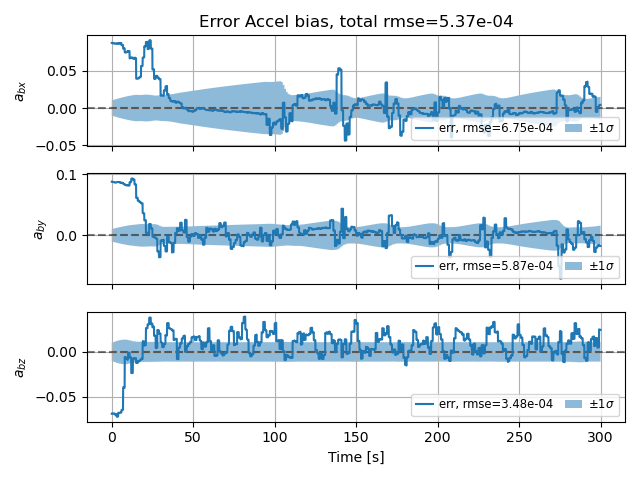 Error Accel bias, total rmse=5.37e-04
a_bx
0.05
0.00
−0.05
err, rmse=6.75e-04 ±1σ
a_by
0.1
0.0
err, rmse=5.87e-04 ±1σ
a_bz
0.00
−0.05
err, rmse=3.48e-04 ±1σ
0 50 100 150 200 250 300
Time [s]